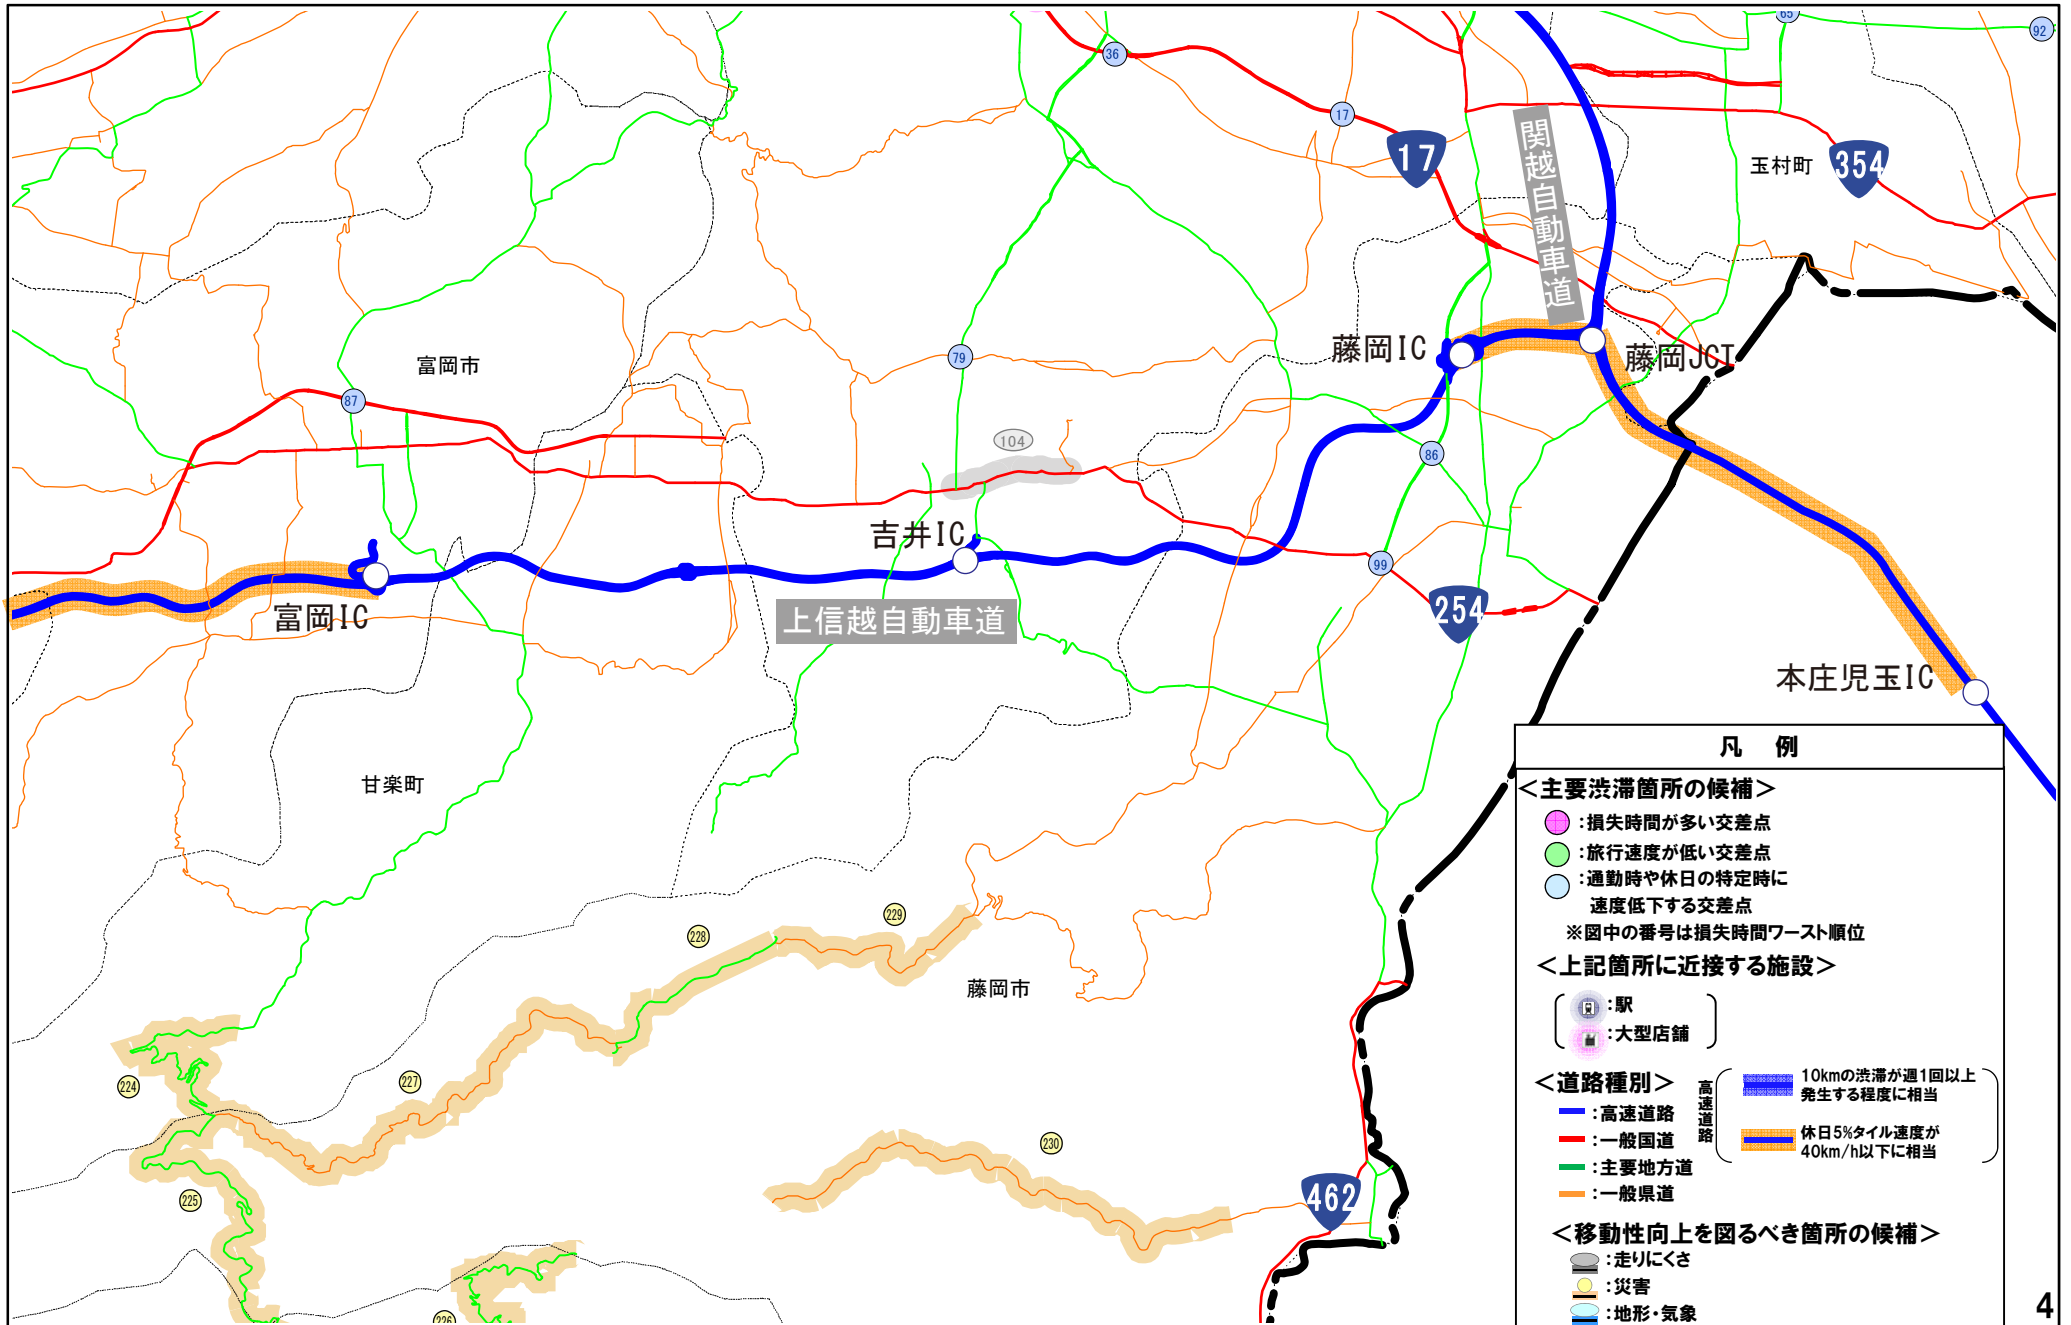 65
92
36
17
17
関越自動車道
玉村町
354
藤岡IC
藤岡JCT
富岡市
79
87
104
86
吉井IC
99
富岡IC
上信越自動車道
254
本庄児玉IC
甘楽町
229
228
藤岡市
224
227
230
225
462
226
凡 例
＜主要渋滞箇所の候補＞
:損失時間が多い交差点
:旅行速度が低い交差点
:通勤時や休日の特定時に
速度低下する交差点
※図中の番号は損失時間ワースト順位
＜上記箇所に近接する施設＞
:駅
:大型店舗
＜道路種別＞
:高速道路
:一般国道
:主要地方道
:一般県道
高速道路
10kmの渋滞が週1回以上
発生する程度に相当
休日5%タイル速度が
40km/h以下に相当
＜移動性向上を図るべき箇所の候補＞
:走りにくさ
:災害
:地形・気象
4